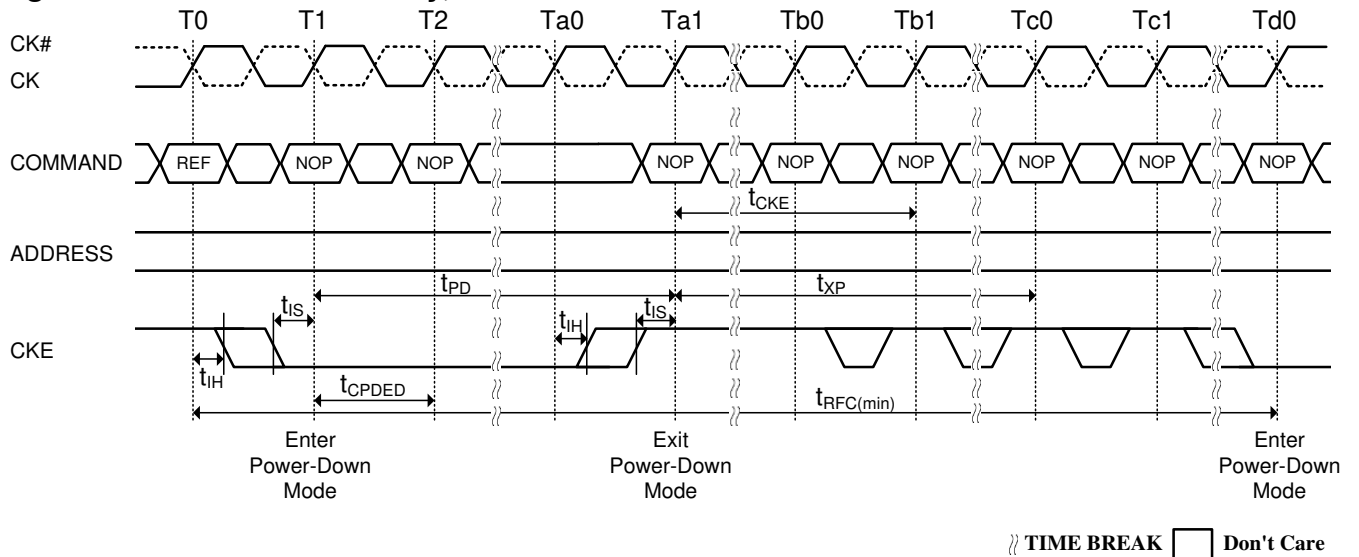 T0 T1 T2 Ta0 Ta1 Tb0 Tb1 Tc0 Tc1 Td0
CK#
CK
COMMAND REF NOP NOP NOP NOP NOP NOP NOP NOP
tCKE
ADDRESS
tPD tXP
tIS tIH tIS
CKE
tIH
tCPDED
tRFC(min)
Enter Power-Down Mode
Exit Power-Down Mode
Enter Power-Down Mode
TIME BREAK Don't Care